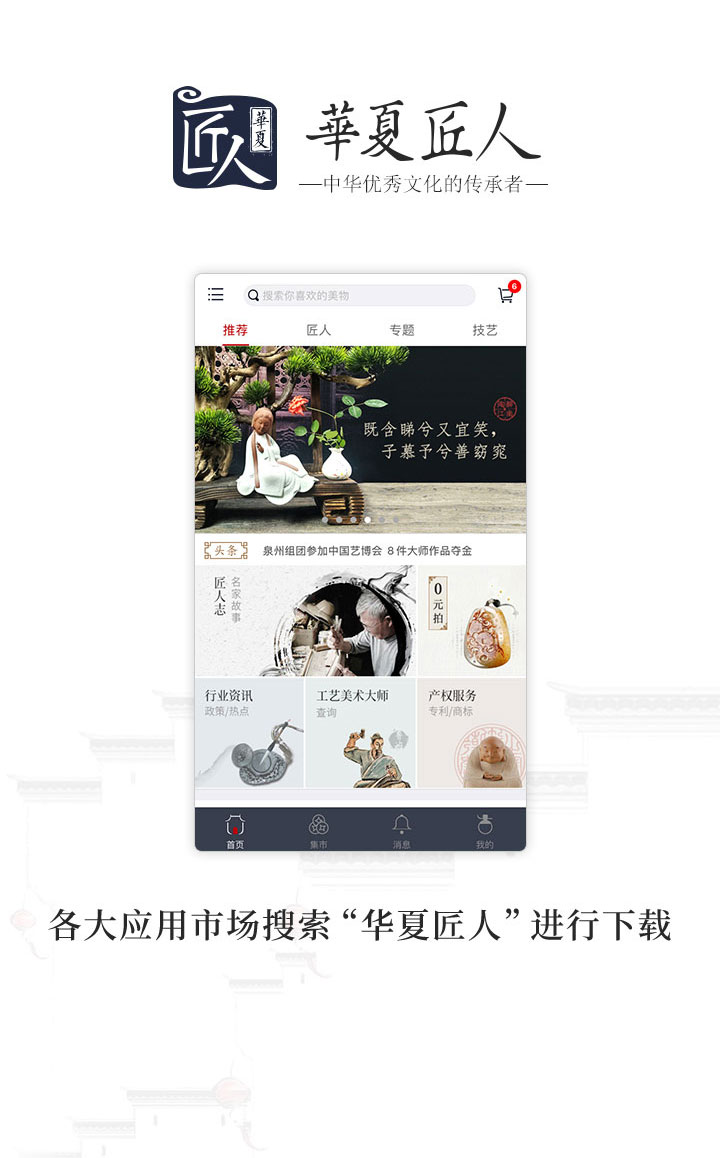 匠人
華夏
華夏匠人
—中华优秀文化的传承者—
搜索你喜欢的美物
6
推荐 匠人 专题 技艺
既含睇兮又宜笑，
子慕予兮善窈窕
头条 泉州组团参加中国艺博会 8件大师作品夺金
匠人志
名家故事
0元拍
行业资讯
政策/热点
工艺美术大师
查询
产权服务
专利/商标
首页 集市 消息 我的
各大应用市场搜索“华夏匠人”进行下载